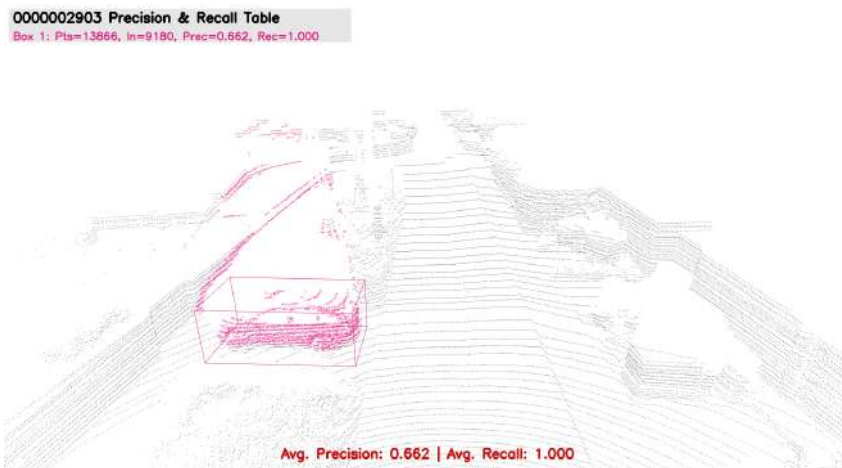 0000002903 Precision & Recall Table
Box 1: Pts=13866, In=9180, Prec=0.662, Rec=1.000
Avg. Precision: 0.662 | Avg. Recall: 1.000